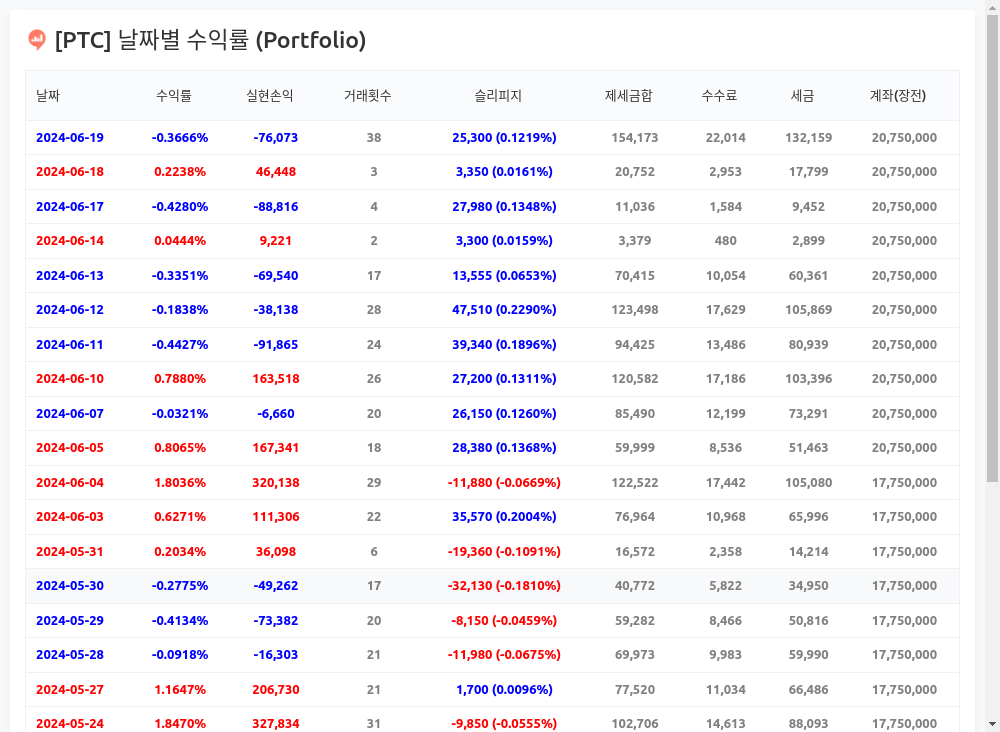 [PTC] 날짜별 수익률 (Portfolio)
날짜 수익률 실현손익 거래횟수 슬리피지 제세금합 수수료 세금 계좌(장전)
2024-06-19 -0.3666% -76,073 38 25,300 (0.1219%) 154,173 22,014 132,159 20,750,000
2024-06-18 0.2238% 46,448 3 3,350 (0.0161%) 20,752 2,953 17,799 20,750,000
2024-06-17 -0.4280% -88,816 4 27,980 (0.1348%) 11,036 1,584 9,452 20,750,000
2024-06-14 0.0444% 9,221 2 3,300 (0.0159%) 3,379 480 2,899 20,750,000
2024-06-13 -0.3351% -69,540 17 13,555 (0.0653%) 70,415 10,054 60,361 20,750,000
2024-06-12 -0.1838% -38,138 28 47,510 (0.2290%) 123,498 17,629 105,869 20,750,000
2024-06-11 -0.4427% -91,865 24 39,340 (0.1896%) 94,425 13,486 80,939 20,750,000
2024-06-10 0.7880% 163,518 26 27,200 (0.1311%) 120,582 17,186 103,396 20,750,000
2024-06-07 -0.0321% -6,660 20 26,150 (0.1260%) 85,490 12,199 73,291 20,750,000
2024-06-05 0.8065% 167,341 18 28,380 (0.1368%) 59,999 8,536 51,463 20,750,000
2024-06-04 1.8036% 320,138 29 -11,880 (-0.0669%) 122,522 17,442 105,080 17,750,000
2024-06-03 0.6271% 111,306 22 35,570 (0.2004%) 76,964 10,968 65,996 17,750,000
2024-05-31 0.2034% 36,098 6 -19,360 (-0.1091%) 16,572 2,358 14,214 17,750,000
2024-05-30 -0.2775% -49,262 17 -32,130 (-0.1810%) 40,772 5,822 34,950 17,750,000
2024-05-29 -0.4134% -73,382 20 -8,150 (-0.0459%) 59,282 8,466 50,816 17,750,000
2024-05-28 -0.0918% -16,303 21 -11,980 (-0.0675%) 69,973 9,983 59,990 17,750,000
2024-05-27 1.1647% 206,730 21 1,700 (0.0096%) 77,520 11,034 66,486 17,750,000
2024-05-24 1.8470% 327,834 31 -9,850 (-0.0555%) 102,706 14,613 88,093 17,750,000